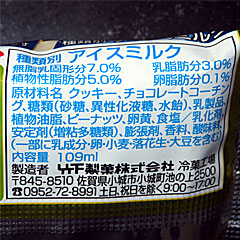 種類別 アイスミルク
無脂乳固形分7.0% 乳脂肪分3.0%
植物性脂肪分5.0% 卵脂肪分0.1%
原材料名 クッキー、チョコレートコーチン
グ、糖類(砂糖、異性化液糖、水飴)、乳製品、
植物油脂、ピーナッツ、卵黄、食塩/乳化剤、
安定剤(増粘多糖類)、膨張剤、香料、酸味料、
(一部に乳成分・卵・小麦・落花生・大豆を含む)
内容量 109ml
製造者 竹下製菓株式会社 冷菓工場
〒845-8510 佐賀県小城市小城町池の上2500
☎0952-72-8991 土日、祝日を除く9:00~17:00